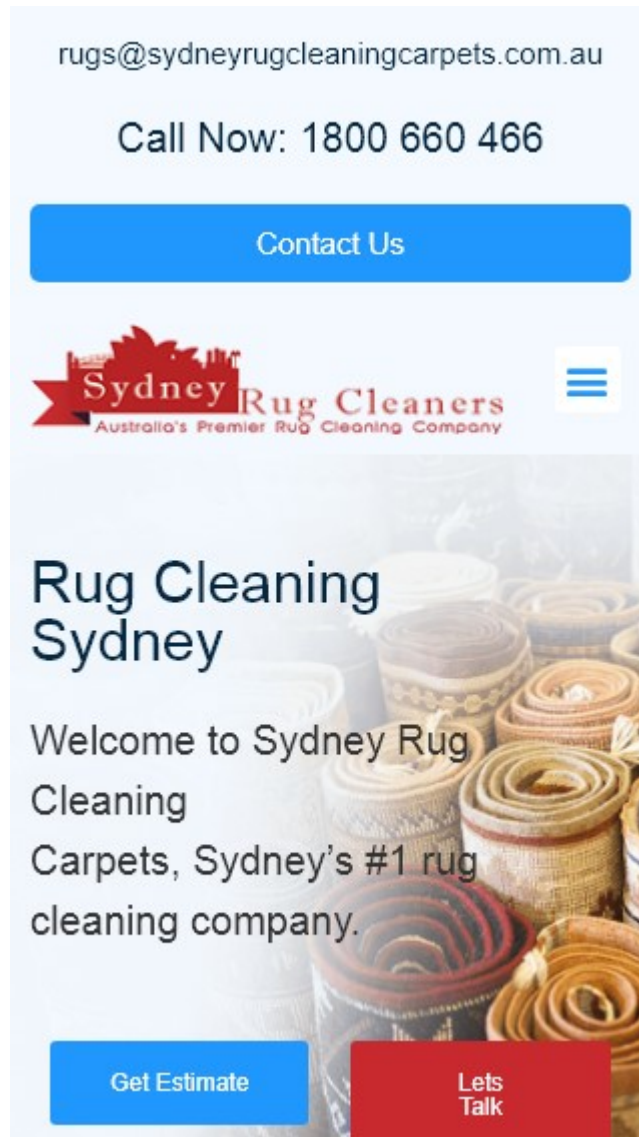 rugs@sydneyrugcleaningcarpets.com.au
Call Now: 1800 660 466
Contact Us
Sydney Rug Cleaners
Australia's Premier Rug Cleaning Company
Rug Cleaning
Sydney
Welcome to Sydney Rug
Cleaning
Carpets, Sydney’s #1 rug
cleaning company.
Get Estimate
Lets
Talk